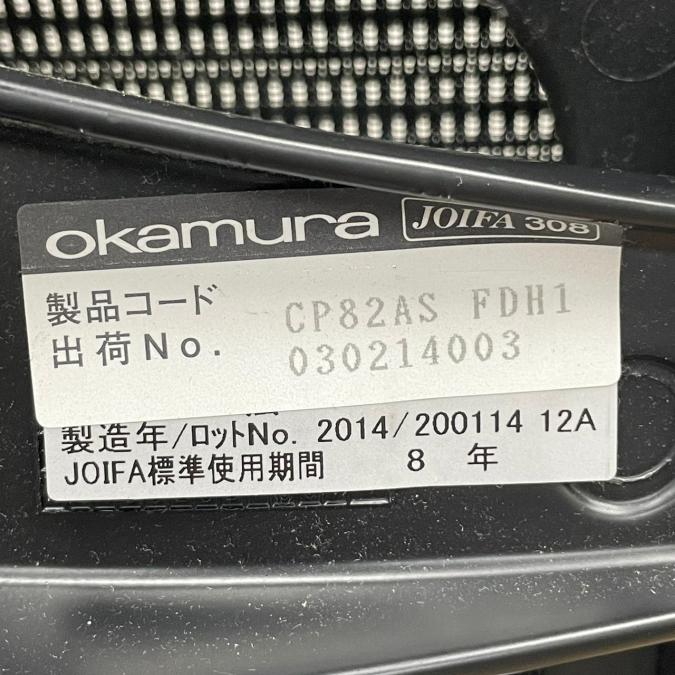 okamura JOIFA 308
製品コード CP82AS FDH1
出荷No. 030214003
製造年/ロットNo. 2014/200114 12A
JOIFA標準使用期間 8 年